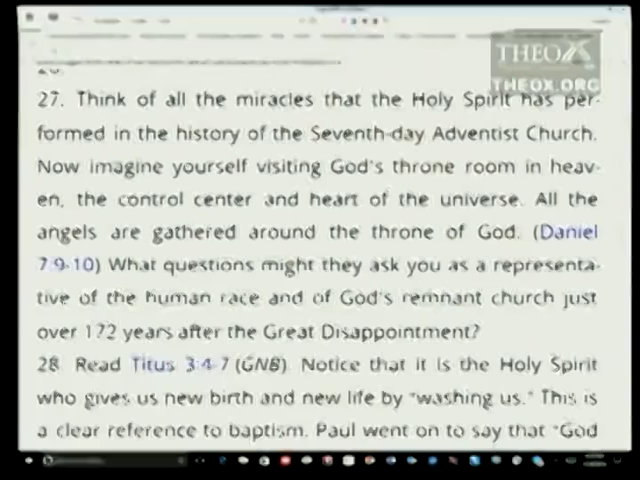 THEOX
THEOX.ORG
27. Think of all the miracles that the Holy Spirit has per-
formed in the history of the Seventh-day Adventist Church.
Now imagine yourself visiting God's throne room in heav-
en, the control center and heart of the universe. All the
angels are gathered around the throne of God. (Daniel
7:9-10) What questions might they ask you as a representa-
tive of the human race and of God's remnant church just
over 172 years after the Great Disappointment?
28. Read Titus 3:4-7 (GNB). Notice that it is the Holy Spirit
who gives us new birth and new life by "washing us." This is
a clear reference to baptism. Paul went on to say that "God